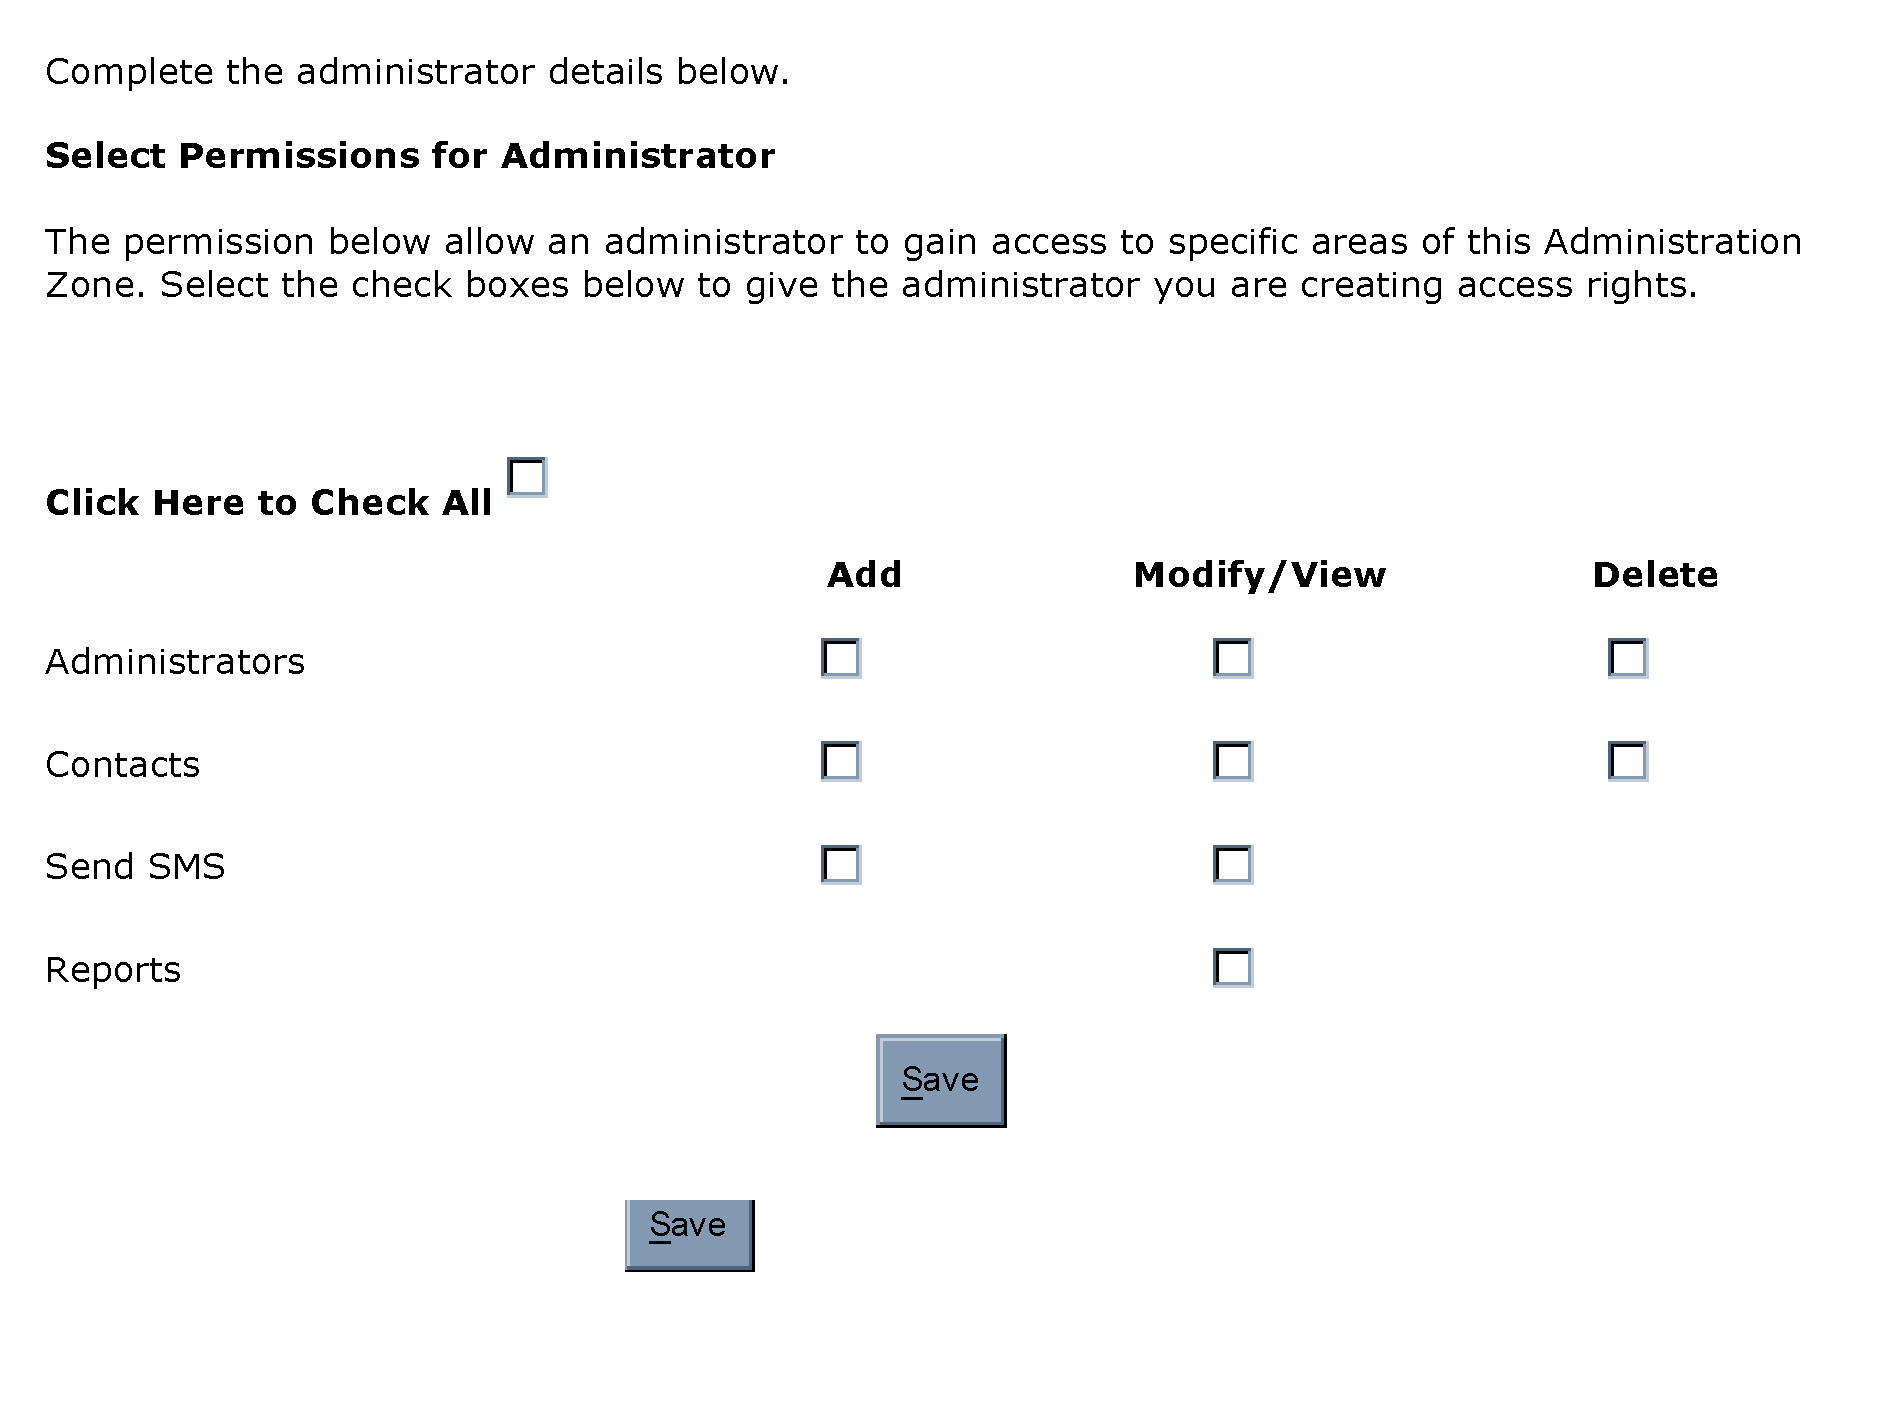 Complete the administrator details below.
Select Permissions for Administrator
The permission below allow an administrator to gain access to specific areas of this Administration
Zone. Select the check boxes below to give the administrator you are creating access rights.
Click Here to Check All
Add Modify/View Delete
Administrators
Contacts
Send SMS
Reports
Save
Save